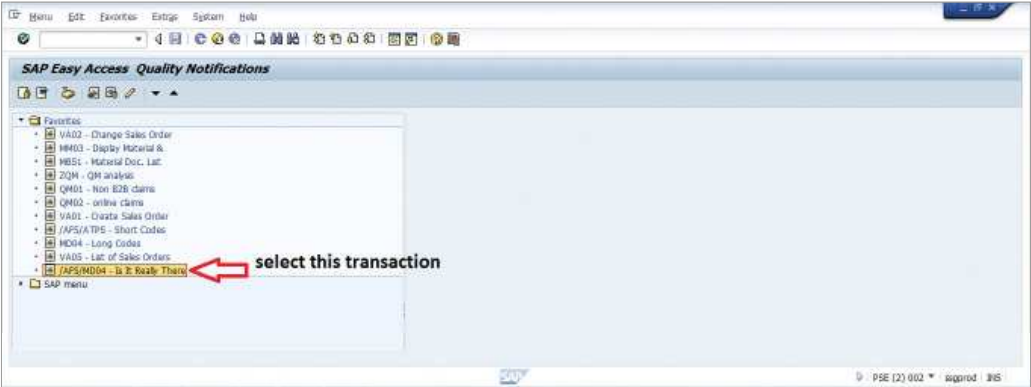 Menu Edit Favorites Extras System Help
SAP Easy Access Quality Notifications
Favorites
VA02 - Change Sales Order
MM03 - Display Material &
MB51 - Material Doc. List
ZQM - QM analysis
QM01 - Non B2B claims
QM02 - online claims
VA01 - Create Sales Order
/AFS/ATPS - Short Codes
MD04 - Long Codes
VA05 - List of Sales Orders
/AFS/MD04 - Is It Really There
select this transaction
SAP menu
SAP
PSE (2) 002 INS